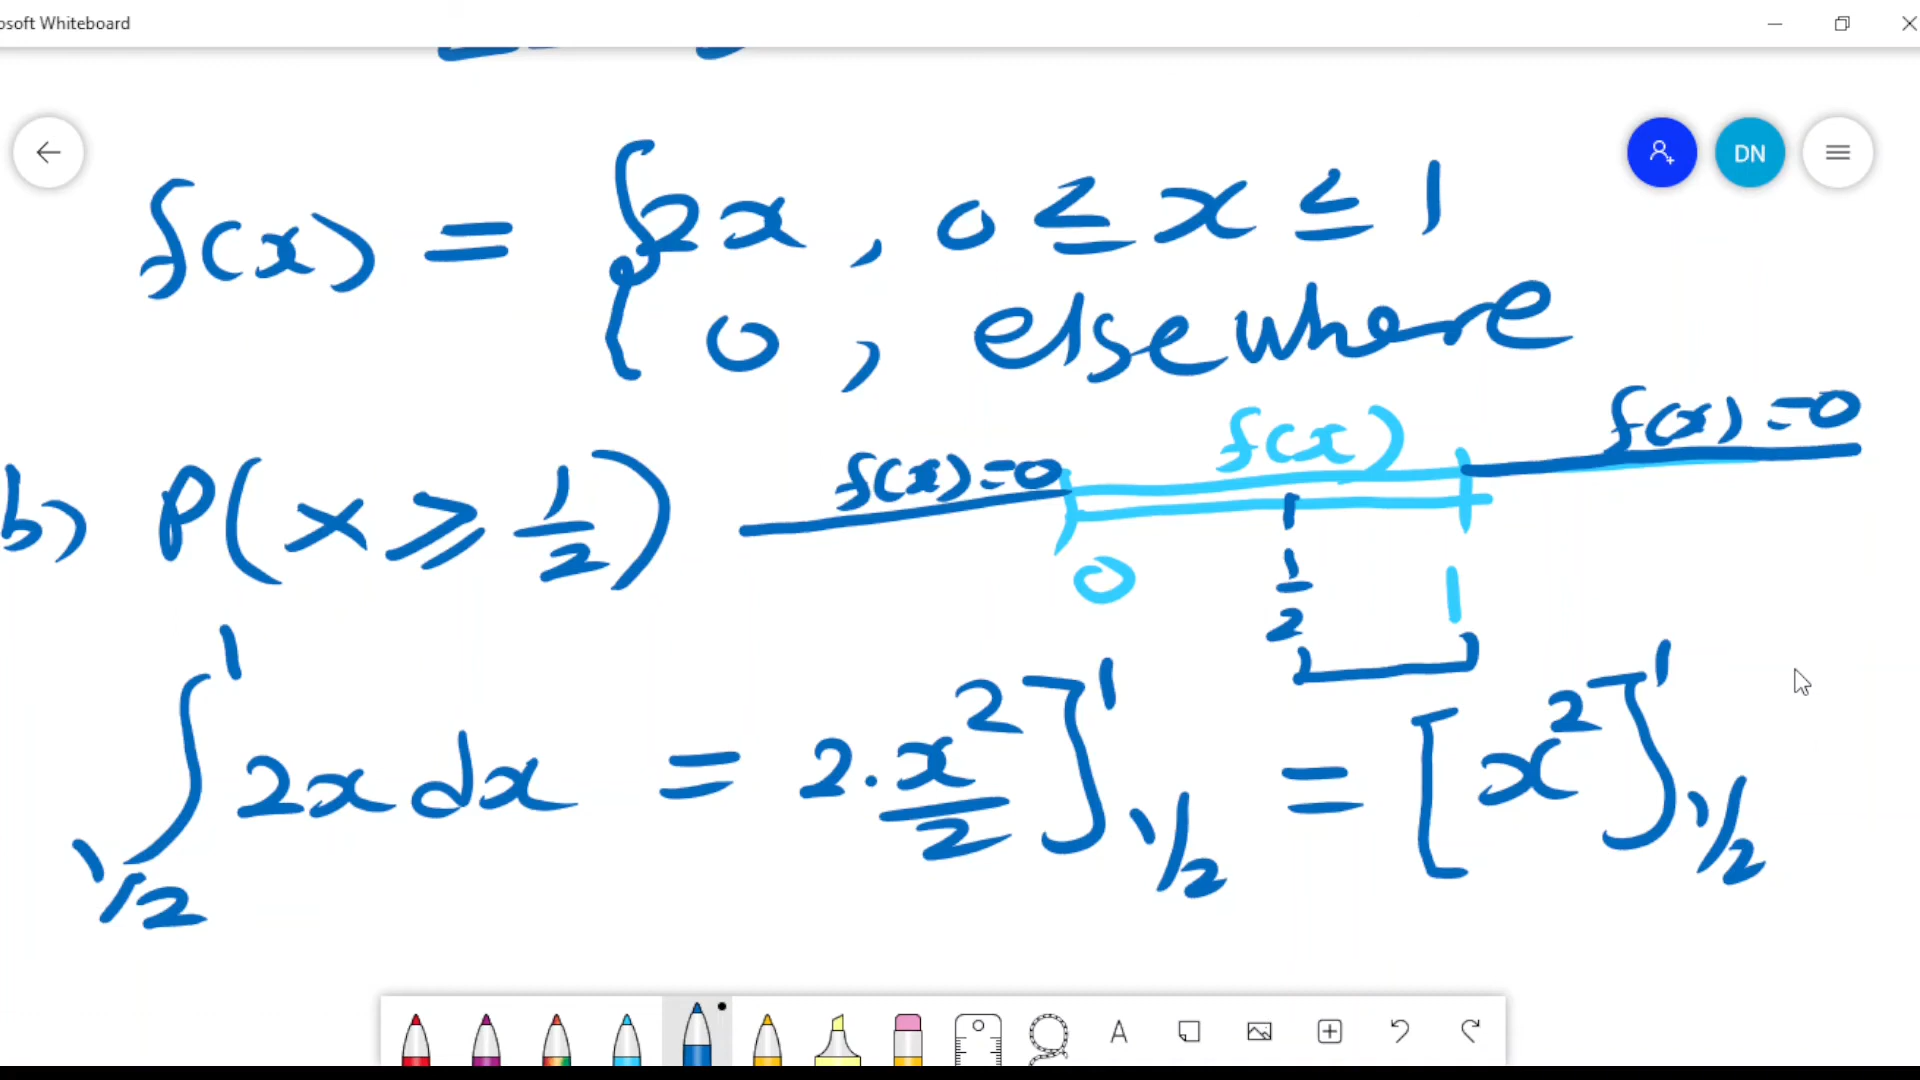 osoft Whiteboard
DN
f(x) = { 2x , 0 ≤ x ≤ 1
0 , elsewhere
b) P(x ≥ 1/2) f(x)=0 f(x) f(x)=0
0 1/2 1
∫_{1/2}^{1} 2x dx = 2·x²/2 ]_{1/2}^{1} = [x²]_{1/2}^{1}
A